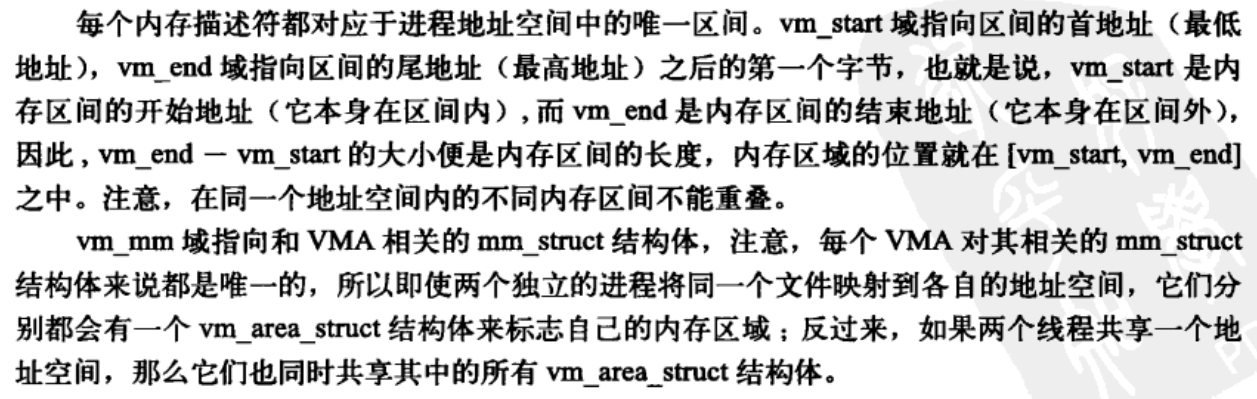 每个内存描述符都对应于进程地址空间中的唯一区间。vm_start 域指向区间的首地址（最低
地址），vm_end 域指向区间的尾地址（最高地址）之后的第一个字节，也就是说，vm_start 是内
存区间的开始地址（它本身在区间内）,而 vm_end 是内存区间的结束地址（它本身在区间外），
因此 , vm_end － vm_start 的大小便是内存区间的长度，内存区域的位置就在 [vm_start, vm_end]
之中。注意，在同一个地址空间内的不同内存区间不能重叠。
vm_mm 域指向和 VMA 相关的 mm_struct 结构体，注意，每个 VMA 对其相关的 mm_struct
结构体来说都是唯一的，所以即使两个独立的进程将同一个文件映射到各自的地址空间，它们分
别都会有一个 vm_area_struct 结构体来标志自己的内存区域；反过来，如果两个线程共享一个地
址空间，那么它们也同时共享其中的所有 vm_area_struct 结构体。